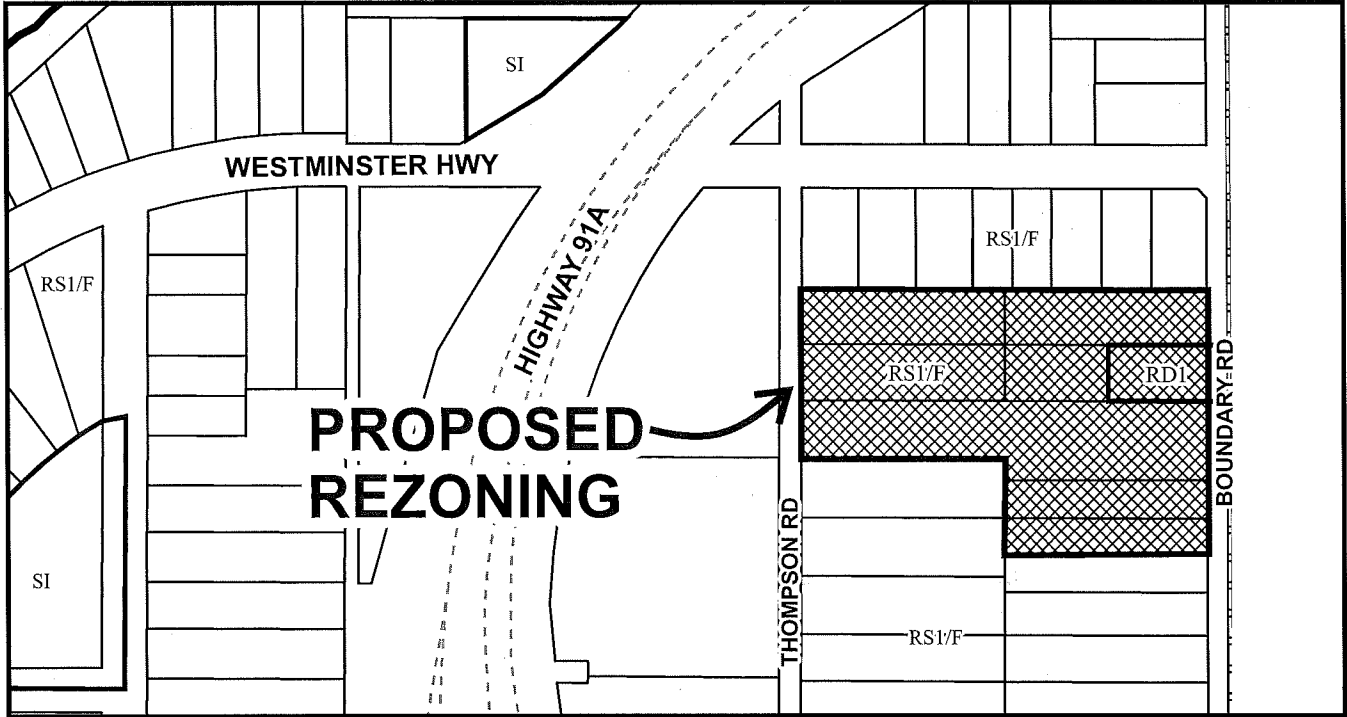 SI
WESTMINSTER HWY
HIGHWAY 91A
RS1/F
RS1/F
RS1/F
RD1
BOUNDARY RD
PROPOSED
REZONING
THOMPSON RD
SI
RS1/F